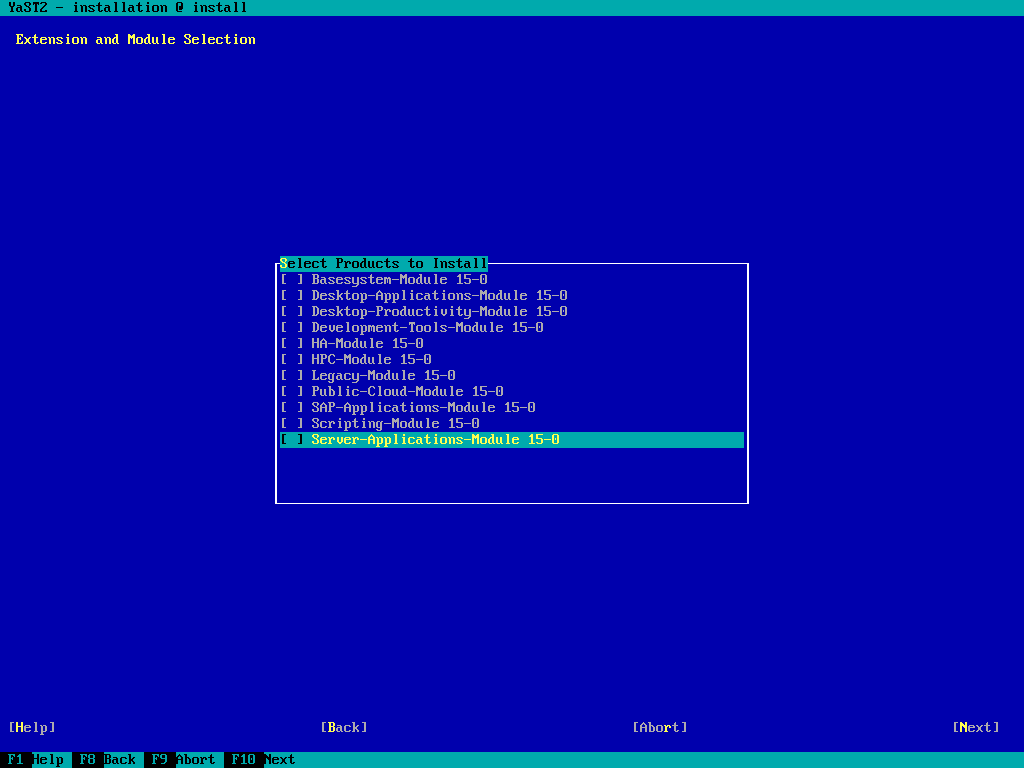 YaST2 - installation @ install
Extension and Module Selection
Select Products to Install
[ ] Basesystem-Module 15-0
[ ] Desktop-Applications-Module 15-0
[ ] Desktop-Productivity-Module 15-0
[ ] Development-Tools-Module 15-0
[ ] HA-Module 15-0
[ ] HPC-Module 15-0
[ ] Legacy-Module 15-0
[ ] Public-Cloud-Module 15-0
[ ] SAP-Applications-Module 15-0
[ ] Scripting-Module 15-0
[ ] Server-Applications-Module 15-0
[Help] [Back] [Abort] [Next]
F1 Help F8 Back F9 Abort F10 Next